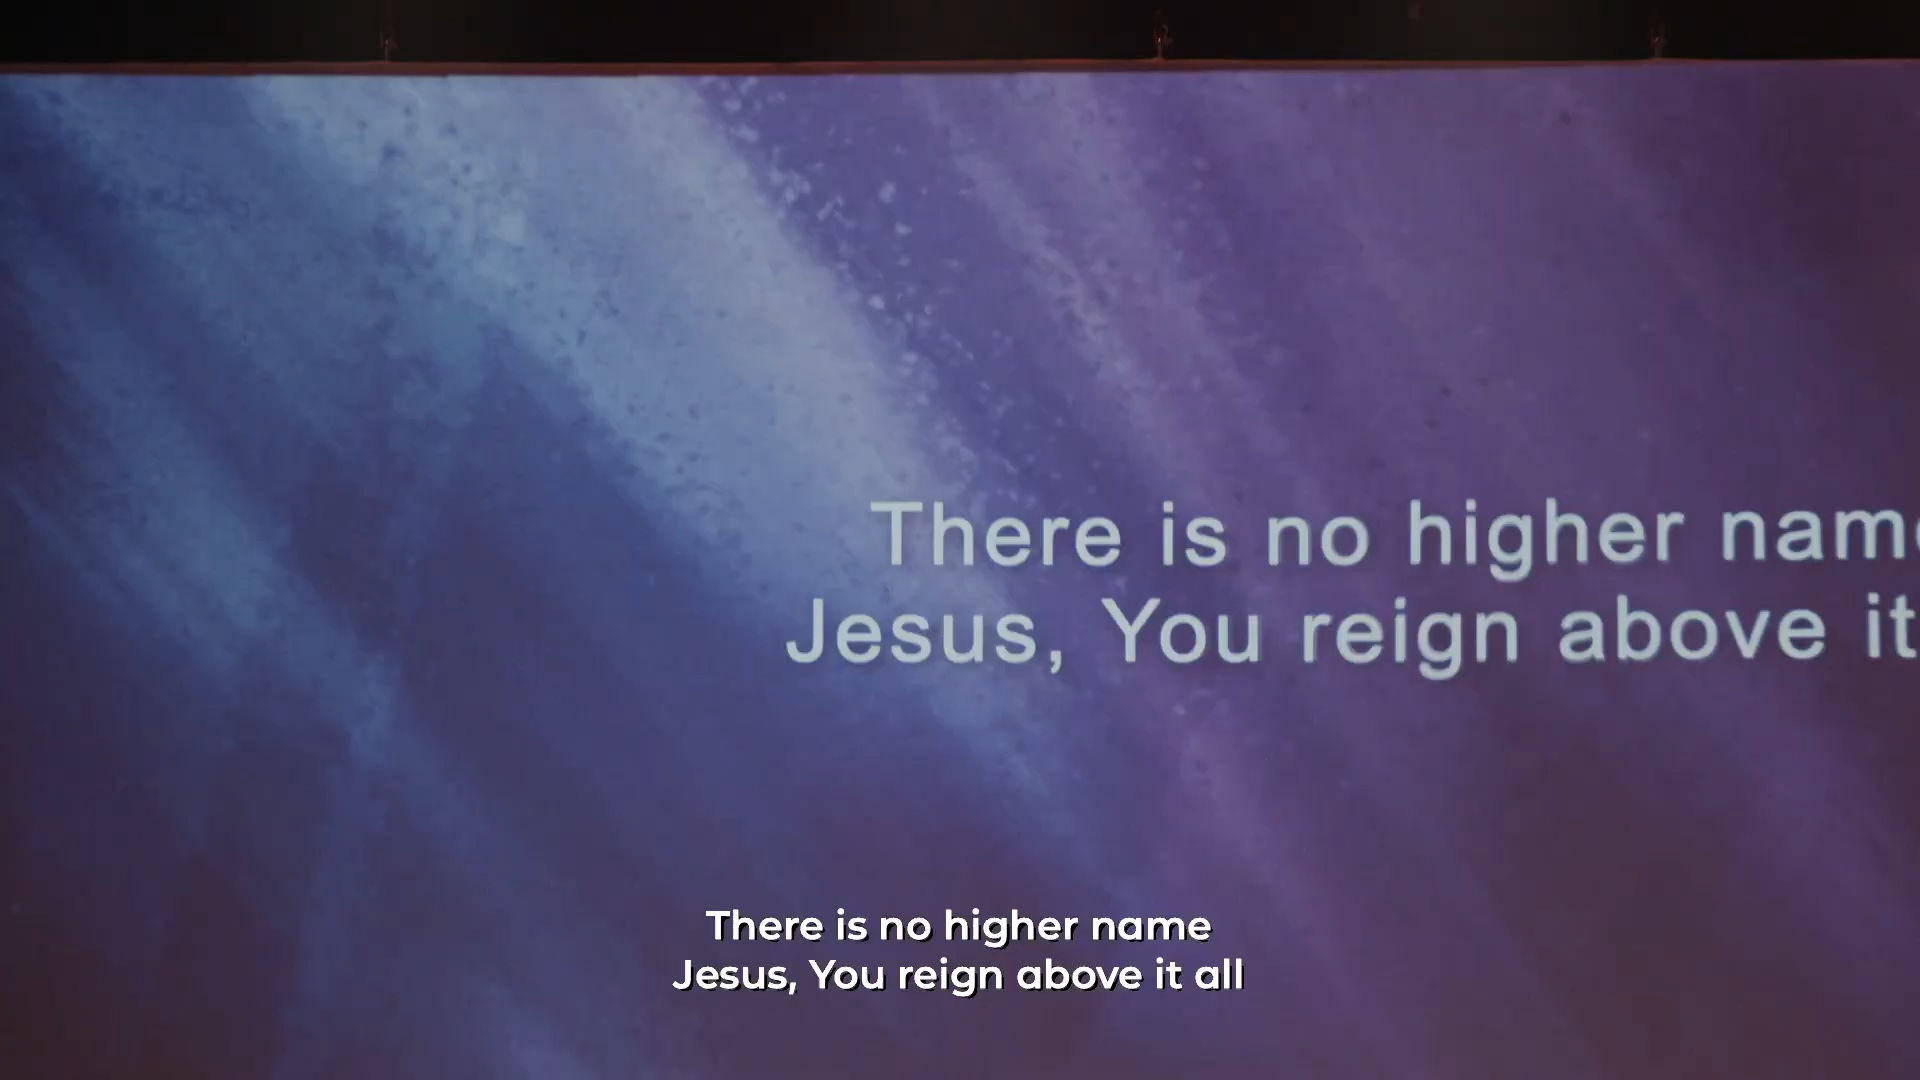 There is no higher nam
Jesus, You reign above it
There is no higher name
Jesus, You reign above it all